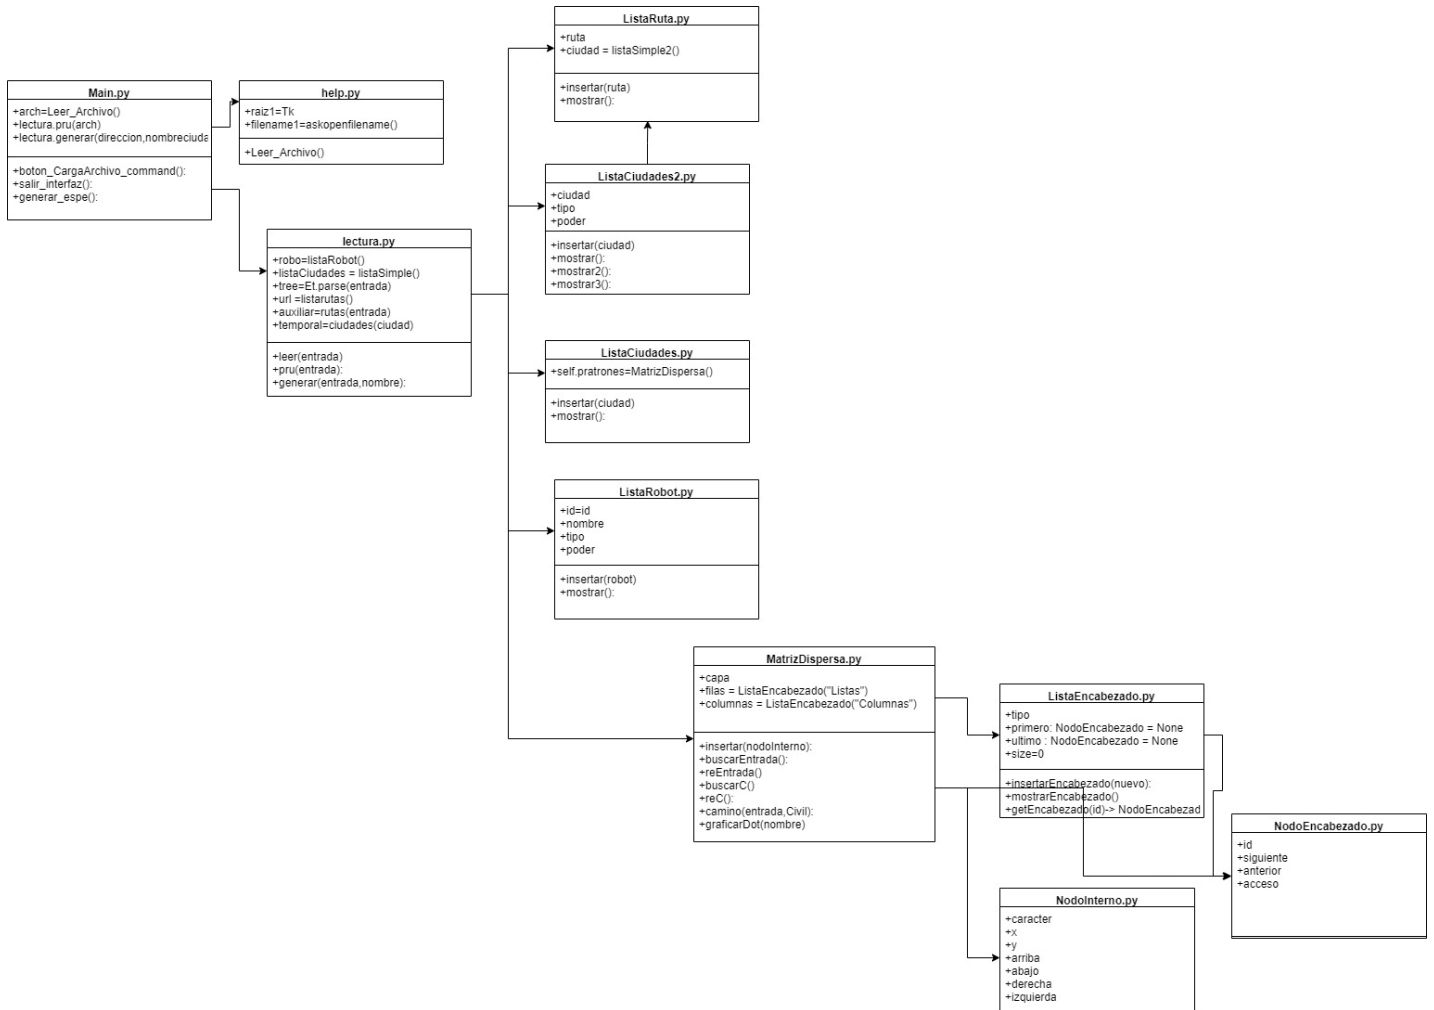 ListaRuta.py
+ruta
+ciudad = listaSimple2()
+insertar(ruta)
+mostrar():
Main.py
+arch=Leer_Archivo()
+lectura.pru(arch)
+lectura.generar(direccion,nombreciuda
+boton_CargaArchivo_command():
+salir_interfaz():
+generar_espe():
help.py
+raiz1=Tk
+filename1=askopenfilename()
+Leer_Archivo()
ListaCiudades2.py
+ciudad
+tipo
+poder
+insertar(ciudad)
+mostrar():
+mostrar2():
+mostrar3():
lectura.py
+robo=listaRobot()
+listaCiudades = listaSimple()
+tree=Et.parse(entrada)
+url =listarutas()
+auxiliar=rutas(entrada)
+temporal=ciudades(ciudad)
+leer(entrada)
+pru(entrada):
+generar(entrada,nombre):
ListaCiudades.py
+self.pratrones=MatrizDispersa()
+insertar(ciudad)
+mostrar():
ListaRobot.py
+id=id
+nombre
+tipo
+poder
+insertar(robot)
+mostrar():
MatrizDispersa.py
+capa
+filas = ListaEncabezado("Listas")
+columnas = ListaEncabezado("Columnas")
+insertar(nodoInterno):
+buscarEntrada():
+reEntrada()
+buscarC()
+reC():
+camino(entrada,Civil):
+graficarDot(nombre)
ListaEncabezado.py
+tipo
+primero: NodoEncabezado = None
+ultimo : NodoEncabezado = None
+size=0
+insertarEncabezado(nuevo):
+mostrarEncabezado()
+getEncabezado(id)-> NodoEncabezad
NodoEncabezado.py
+id
+siguiente
+anterior
+acceso
NodoInterno.py
+caracter
+x
+y
+arriba
+abajo
+derecha
+izquierda